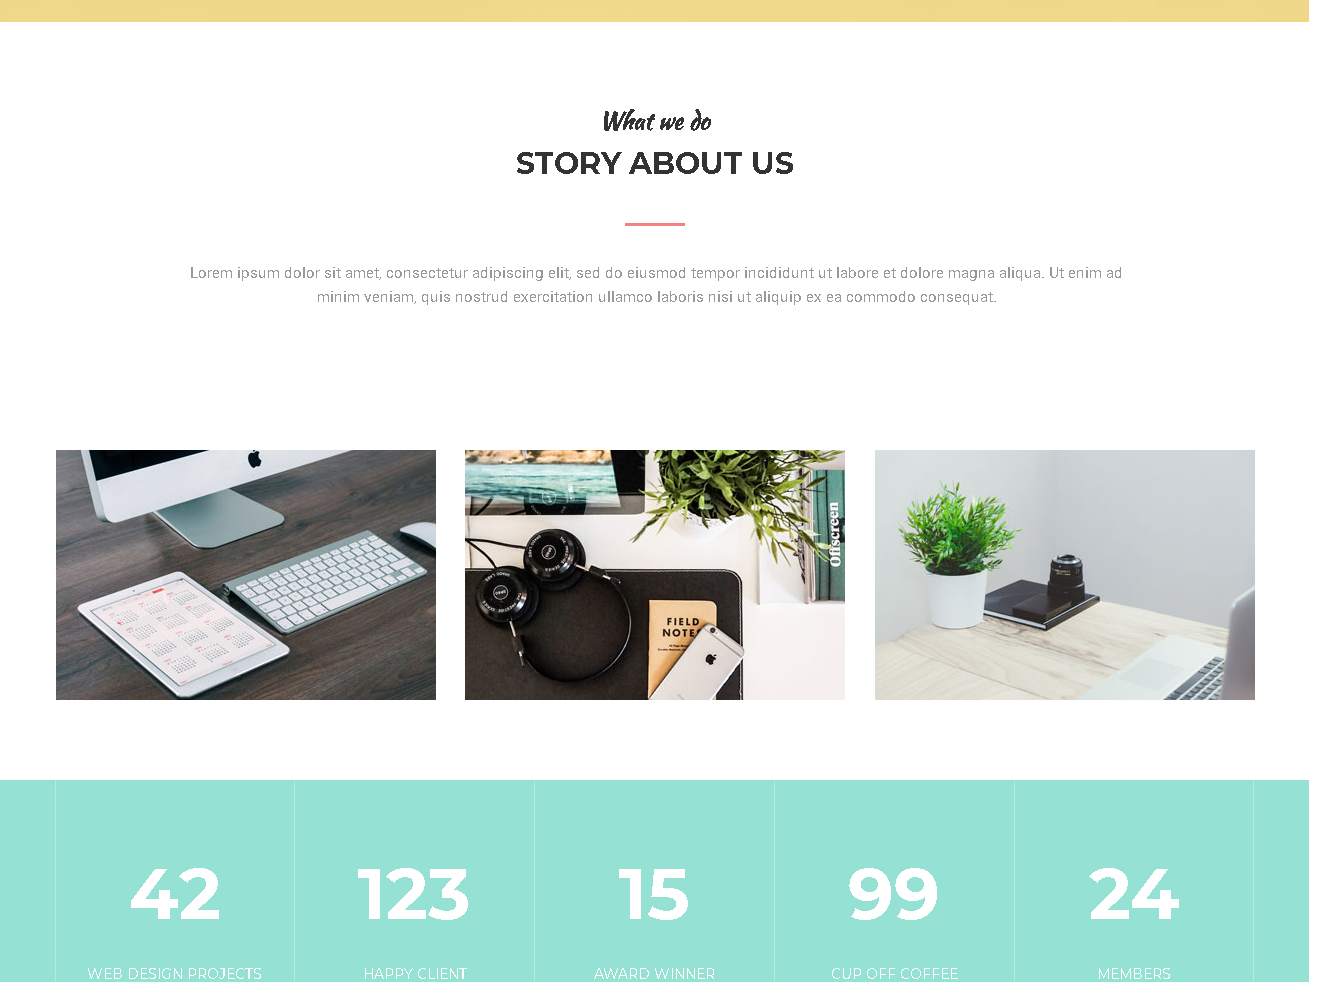 What we do
STORY ABOUT US
Lorem ipsum dolor sit amet, consectetur adipiscing elit, sed do eiusmod tempor incididunt ut labore et dolore magna aliqua. Ut enim ad
minim veniam, quis nostrud exercitation ullamco laboris nisi ut aliquip ex ea commodo consequat.
Offscreen
FIELD
NOTES
42
123
15
99
24
WEB DESIGN PROJECTS
HAPPY CLIENT
AWARD WINNER
CUP OFF COFFEE
MEMBERS